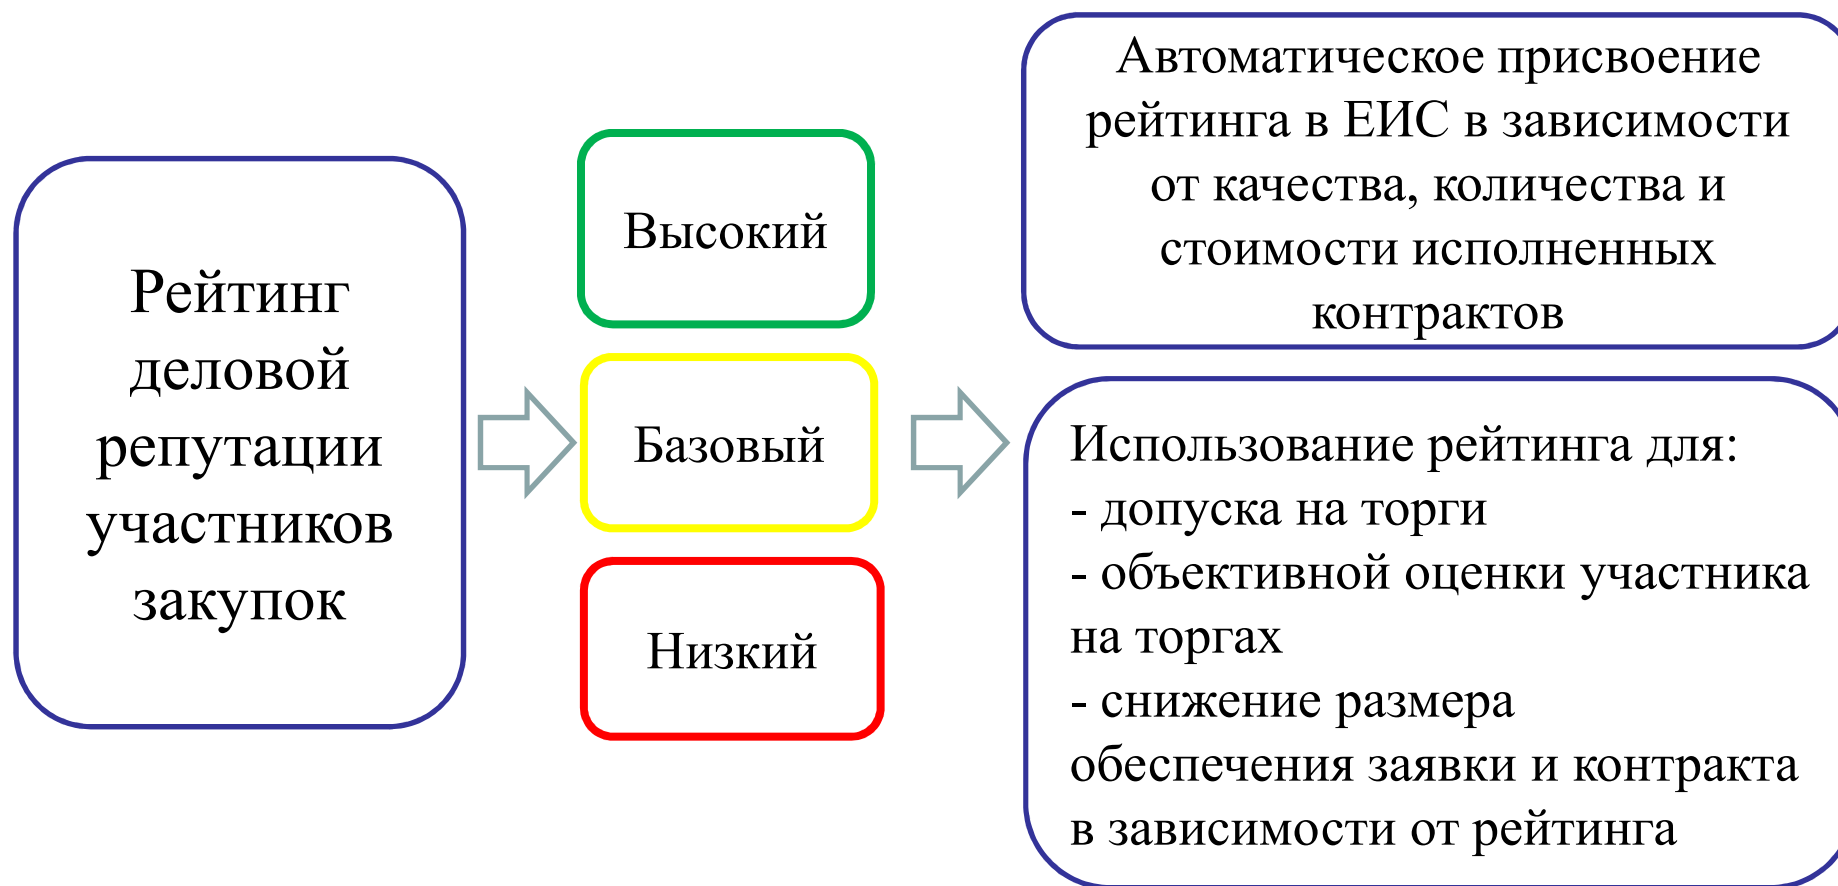 Рейтинг
деловой
репутации
участников
закупок
Высокий
Базовый
Низкий
Автоматическое присвоение
рейтинга в ЕИС в зависимости
от качества, количества и
стоимости исполненных
контрактов
Использование рейтинга для:
- допуска на торги
- объективной оценки участника
на торгах
- снижение размера
обеспечения заявки и контракта
в зависимости от рейтинга